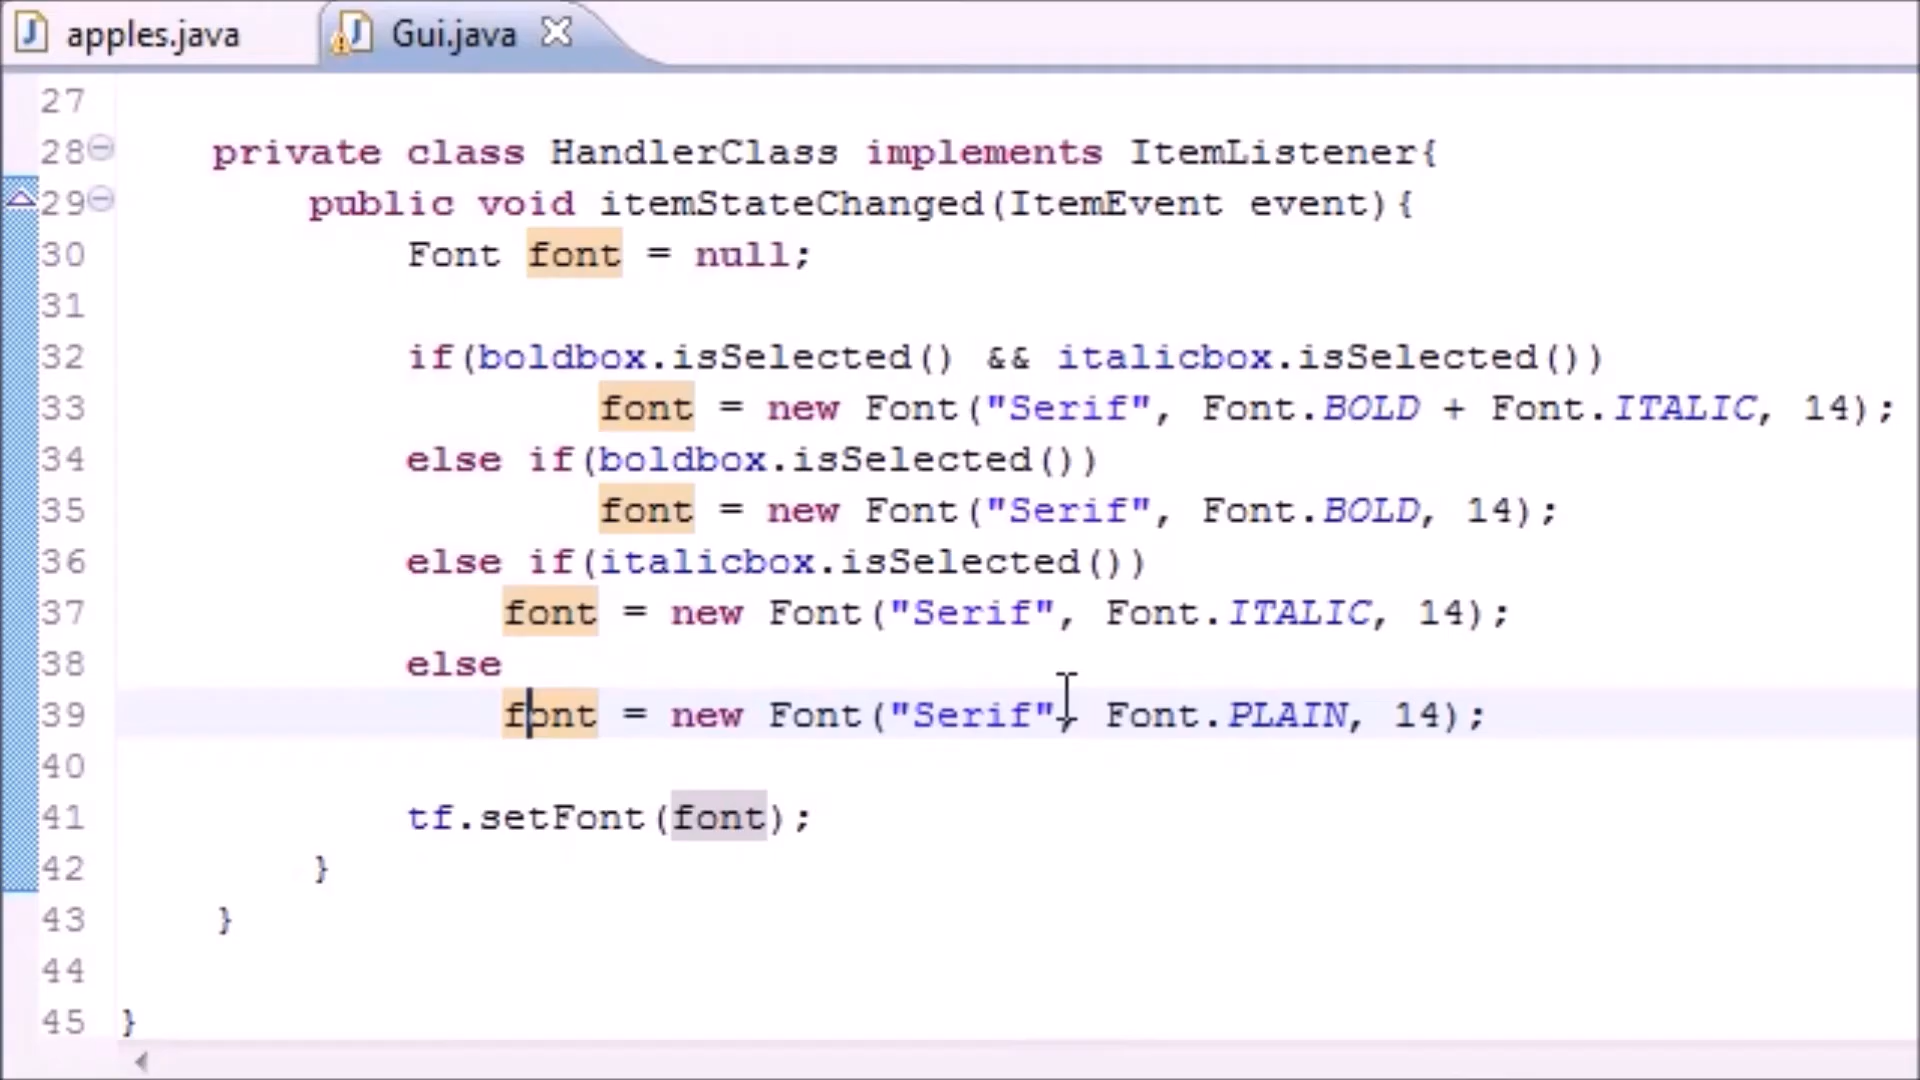 apples.java
Gui.java
27
28 private class HandlerClass implements ItemListener{
29 public void itemStateChanged(ItemEvent event){
30 Font font = null;
31
32 if(boldbox.isSelected() && italicbox.isSelected())
33 font = new Font("Serif", Font.BOLD + Font.ITALIC, 14);
34 else if(boldbox.isSelected())
35 font = new Font("Serif", Font.BOLD, 14);
36 else if(italicbox.isSelected())
37 font = new Font("Serif", Font.ITALIC, 14);
38 else
39 font = new Font("Serif", Font.PLAIN, 14);
40
41 tf.setFont(font);
42 }
43 }
44
45 }